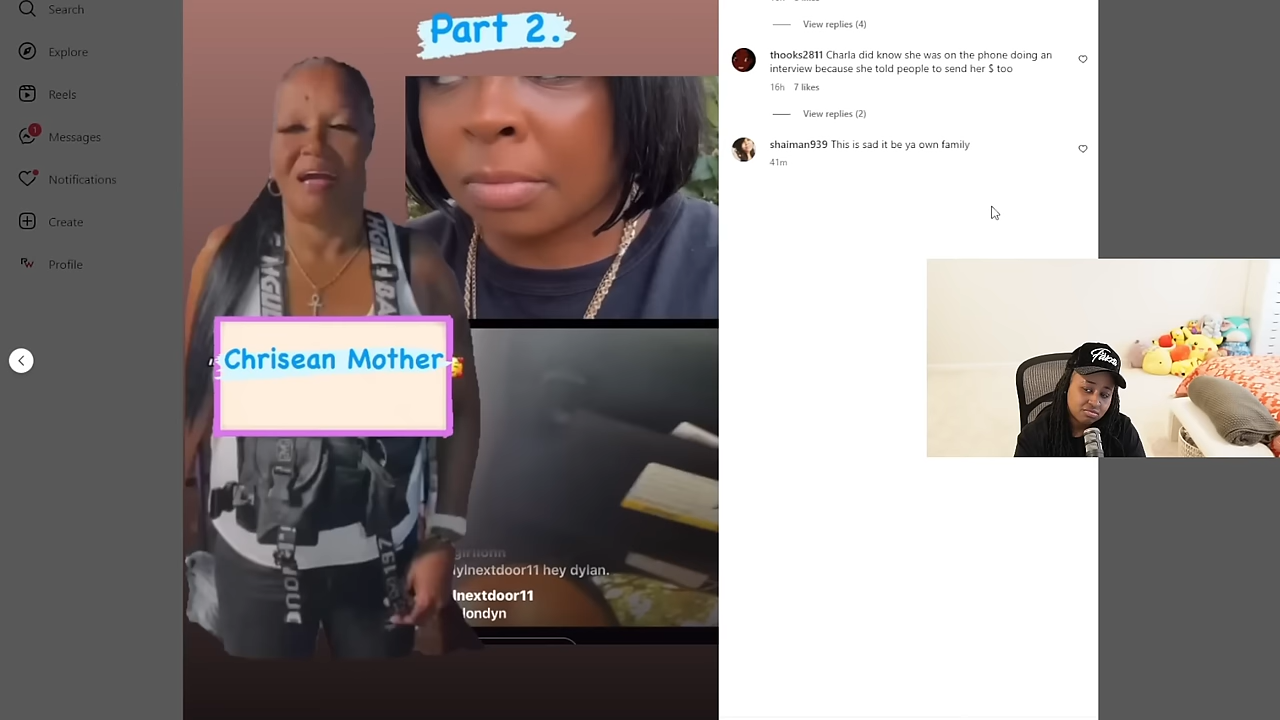 Search
Explore
Reels
1
Messages
Notifications
Create
Profile
Part 2.
Chrisean Mother
ylnextdoor11 hey dylan.
lnextdoor11
londyn
View replies (4)
thooks2811 Charla did know she was on the phone doing an
interview because she told people to send her $ too
16h 7 likes
View replies (2)
shaiman939 This is sad it be ya own family
41m